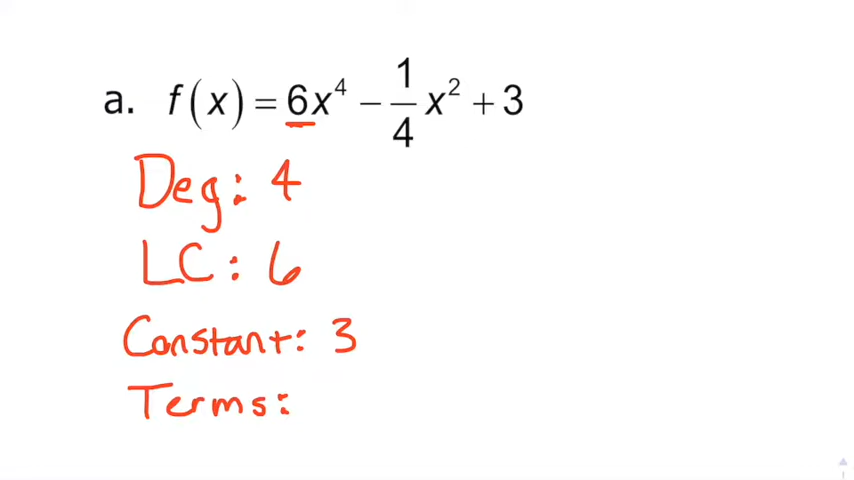 a. f(x) = 6x⁴ − 1/4 x² + 3
Deg: 4
LC: 6
Constant: 3
Terms: